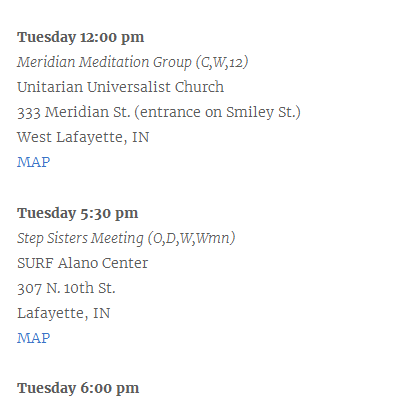 Tuesday 12:00 pm
Meridian Meditation Group (C,W,12)
Unitarian Universalist Church
333 Meridian St. (entrance on Smiley St.)
West Lafayette, IN
MAP
Tuesday 5:30 pm
Step Sisters Meeting (O,D,W,Wmn)
SURF Alano Center
307 N. 10th St.
Lafayette, IN
MAP
Tuesday 6:00 pm